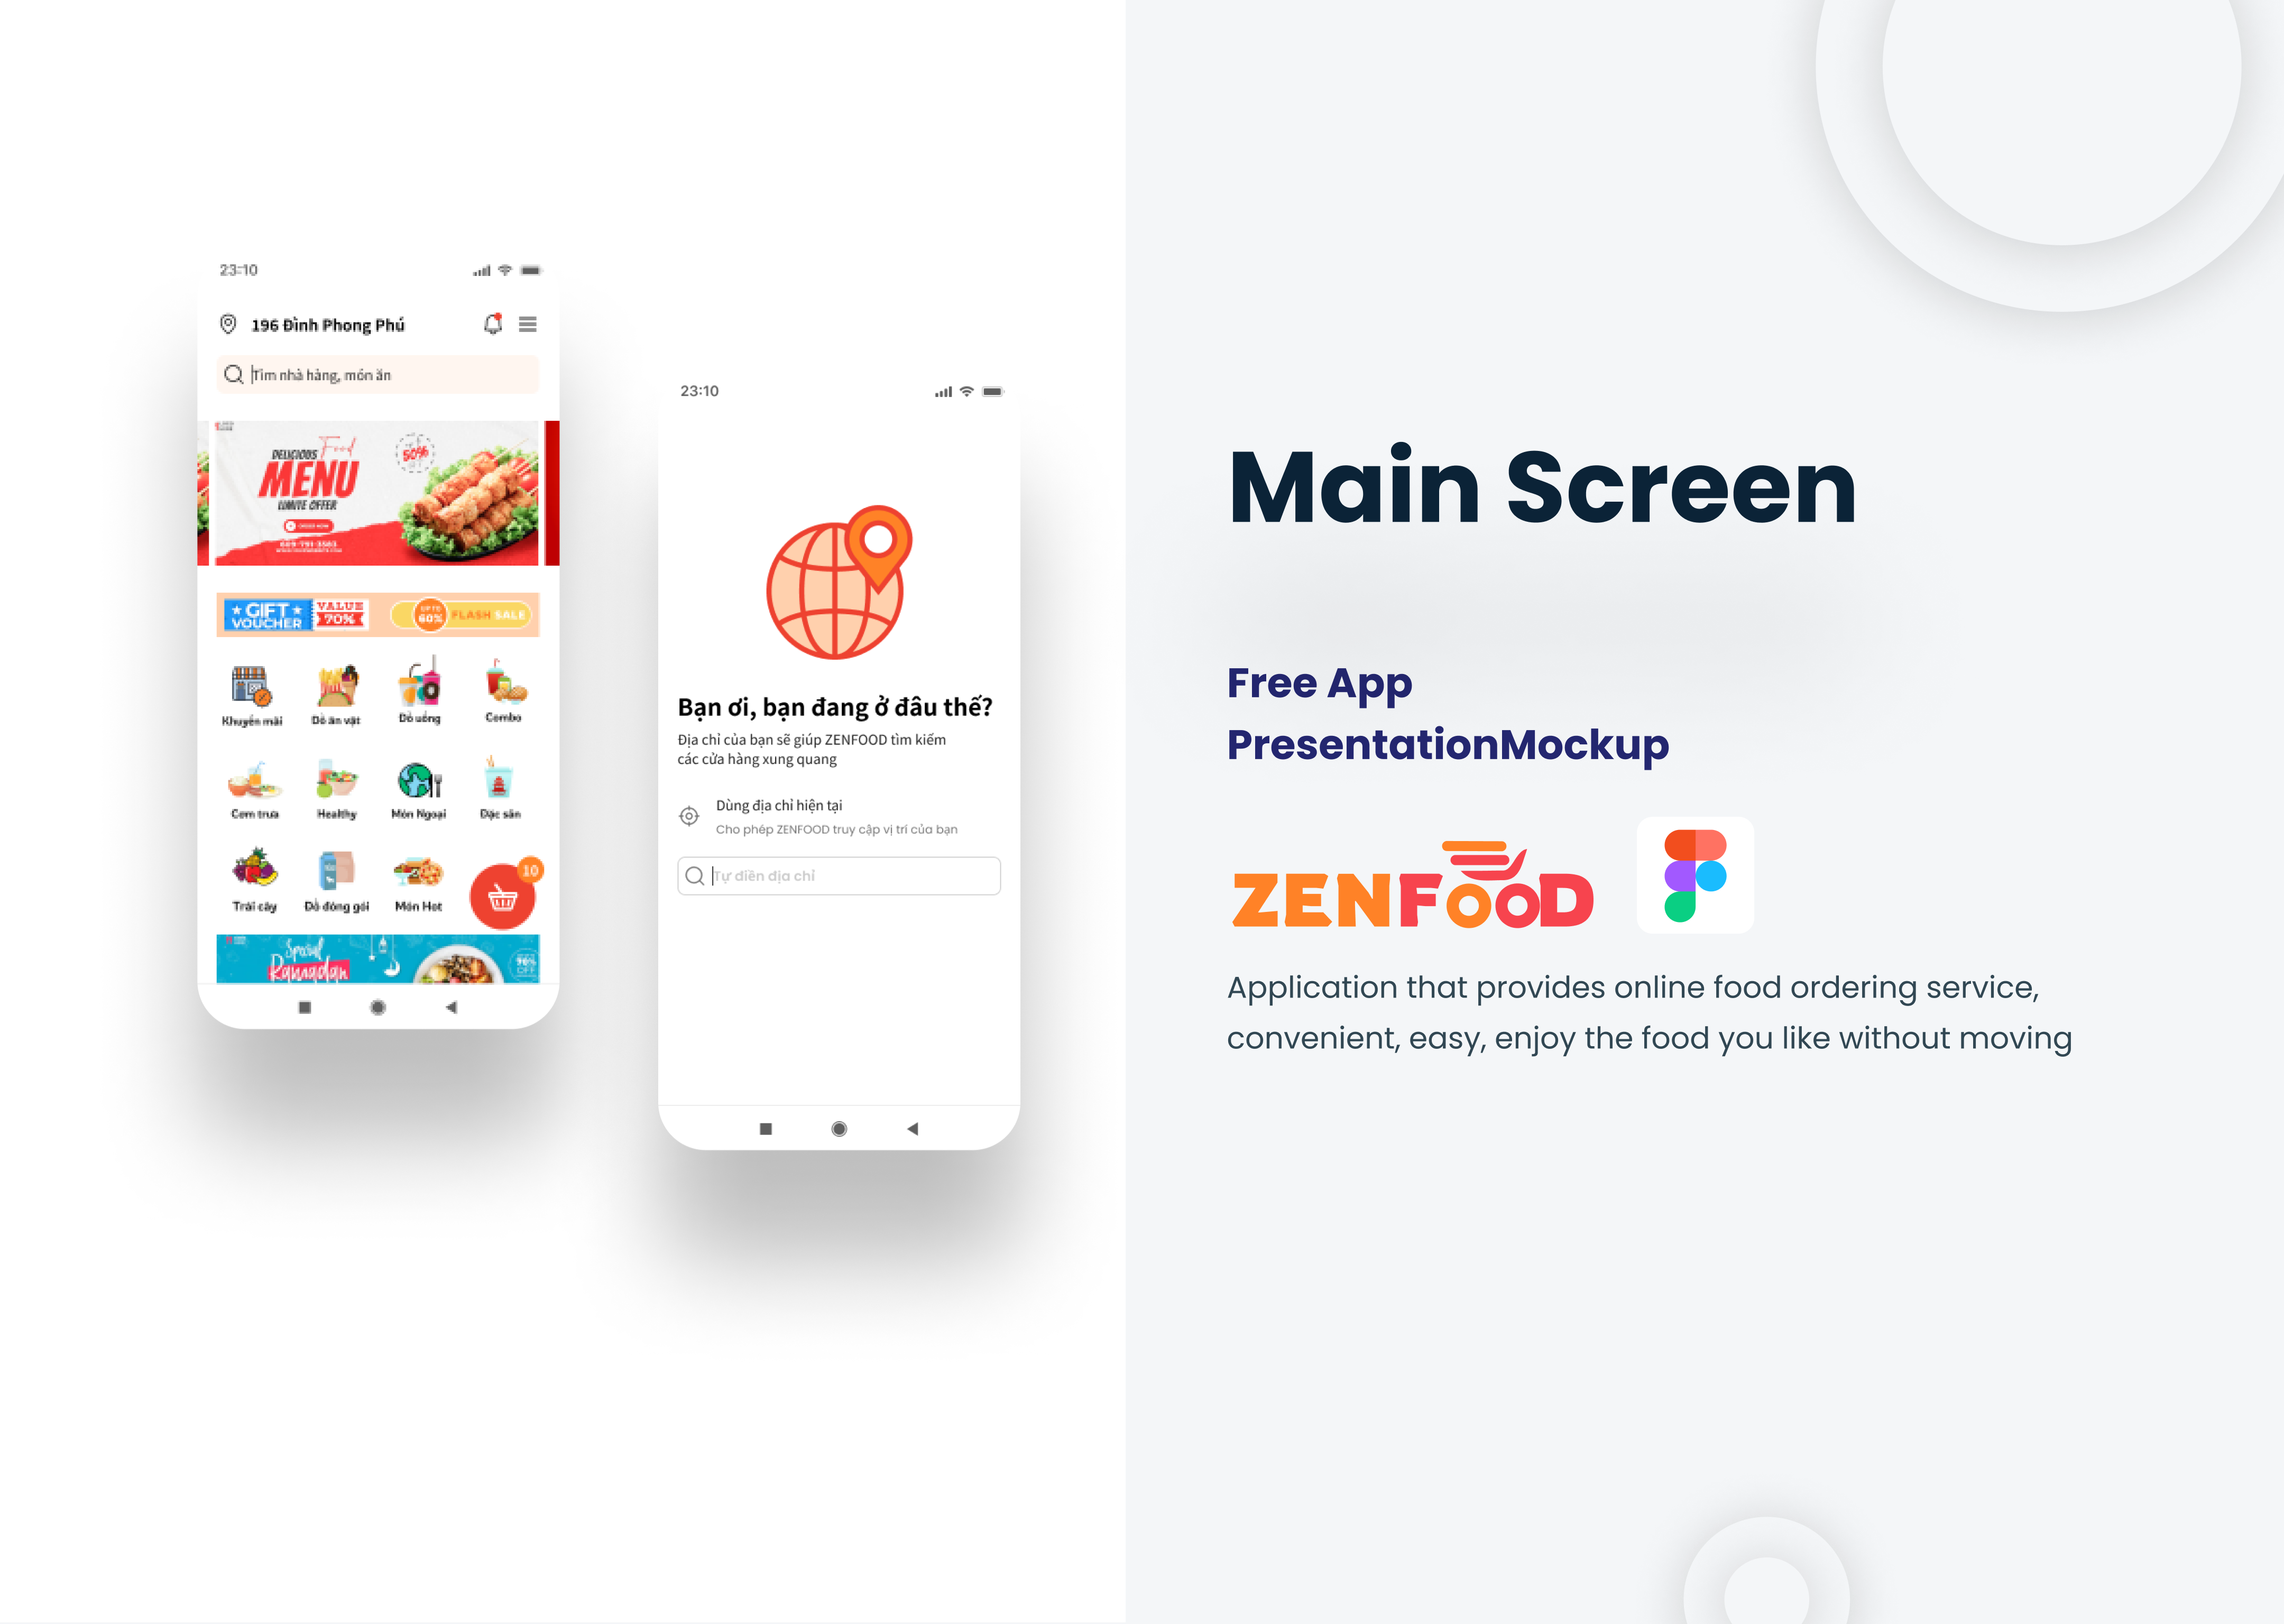 23:10
196 Đình Phong Phú
Tìm nhà hàng, món ăn
DELICIOUS Food
MENU
LIMITE OFFER
50%
ORDER NOW
GIFT
VOUCHER
VALUE
70%
UP TO
60%
FLASH SALE
Khuyến mãi
Đồ ăn vặt
Đồ uống
Combo
Cơm trưa
Healthy
Món Ngoại
Đặc sản
Trái cây
Đồ đóng gói
Món Hot
10
Special
Ramadan
OFF
23:10
Bạn ơi, bạn đang ở đâu thế?
Địa chỉ của bạn sẽ giúp ZENFOOD tìm kiếm
các cửa hàng xung quang
Dùng địa chỉ hiện tại
Cho phép ZENFOOD truy cập vị trí của bạn
Tự điền địa chỉ
Main Screen
Free App
PresentationMockup
ZENFOOD
Application that provides online food ordering service,
convenient, easy, enjoy the food you like without moving